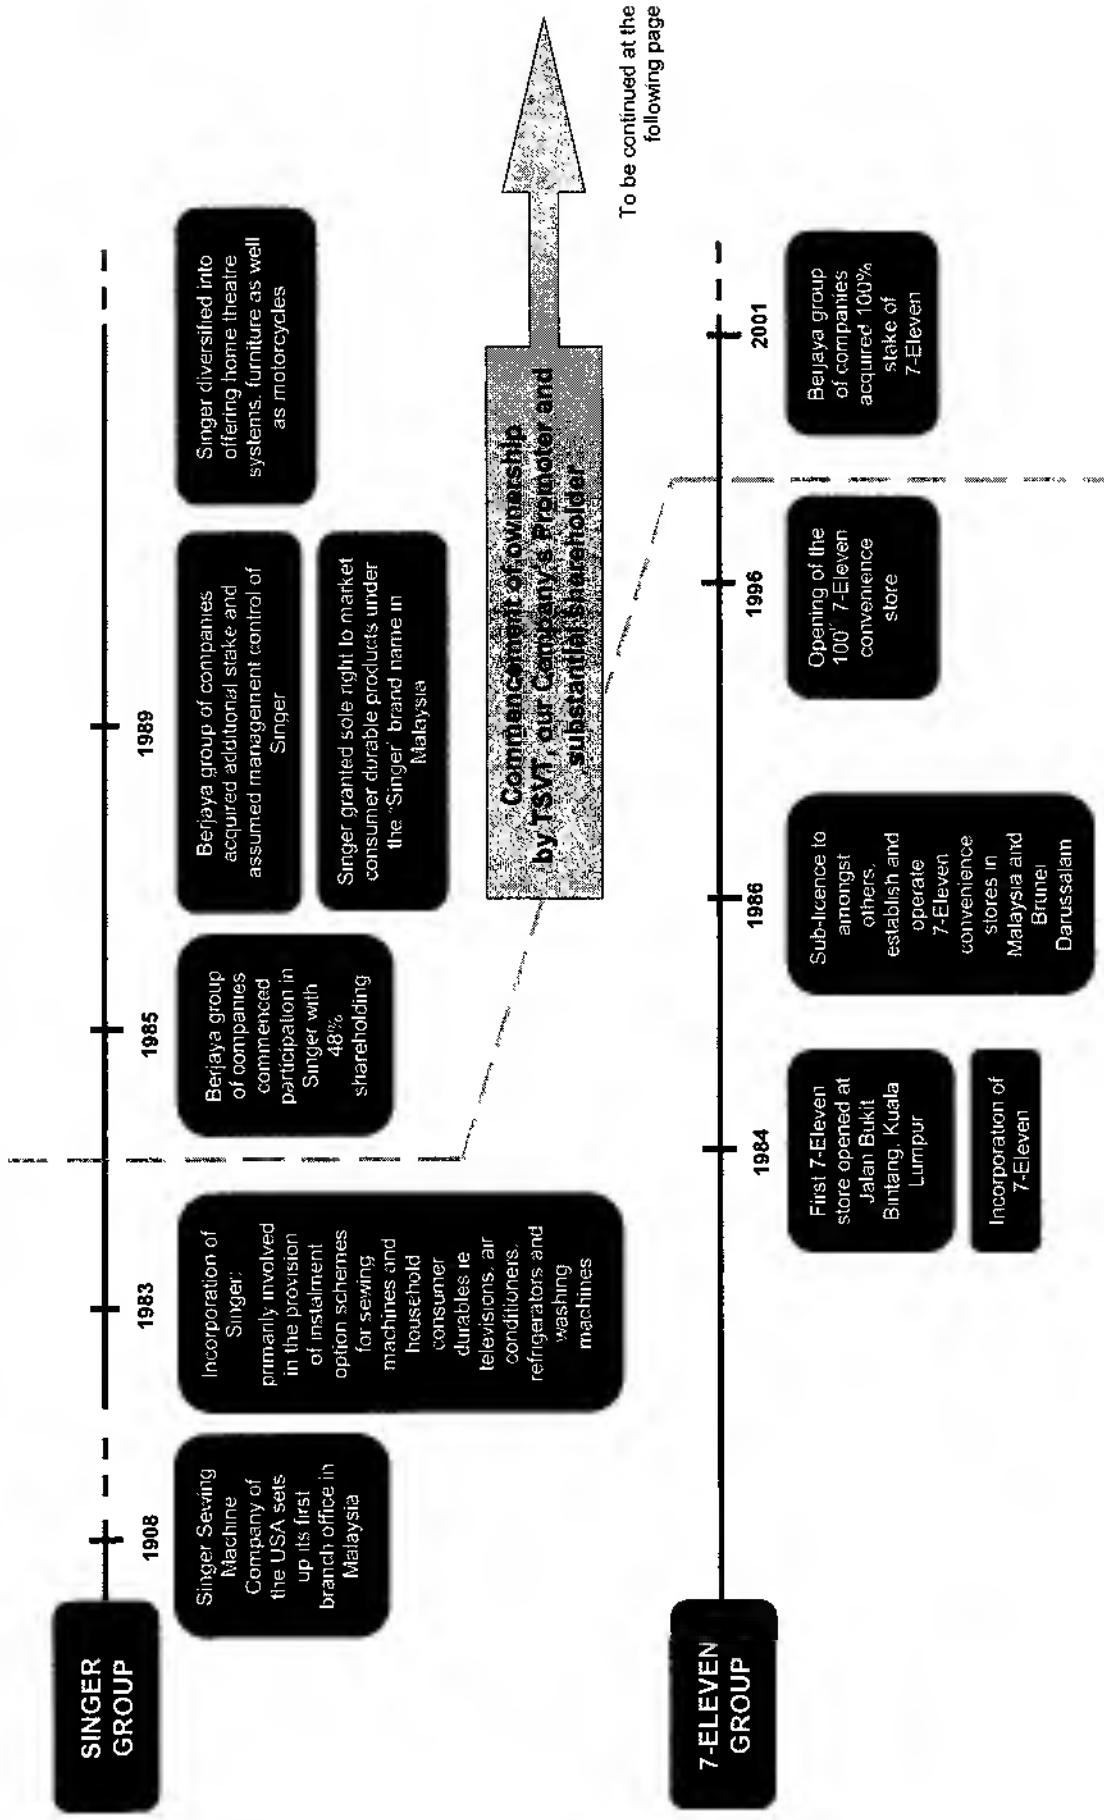 SINGER
GROUP
1908
Singer Sewing
Machine
Company of
the USA sets
up its first
branch office in
Malaysia
1983
Incorporation of
Singer;
primarily involved
in the provision
of instalment
option schemes
for sewing
machines and
household
consumer
durables ie
televisions, air
conditioners,
refrigerators and
washing
machines
1985
Berjaya group
of companies
commenced
participation in
Singer with
48%
shareholding
1989
Berjaya group of companies
acquired additional stake and
assumed management control of
Singer
Singer granted sole right to market
consumer durable products under
the "Singer" brand name in
Malaysia
Singer diversified into
offering home theatre
systems, furniture as well
as motorcycles
Commencement of ownership
by TSVT, our Company's Promoter and
substantial shareholder
To be continued at the
following page
7-ELEVEN
GROUP
1984
First 7-Eleven
store opened at
Jalan Bukit
Bintang, Kuala
Lumpur
Incorporation of
7-Eleven
1986
Sub-licence to
amongst
others,
establish and
operate
7-Eleven
convenience
stores in
Malaysia and
Brunei
Darussalam
1996
Opening of the
100th 7-Eleven
convenience
store
2001
Berjaya group
of companies
acquired 100%
stake of
7-Eleven